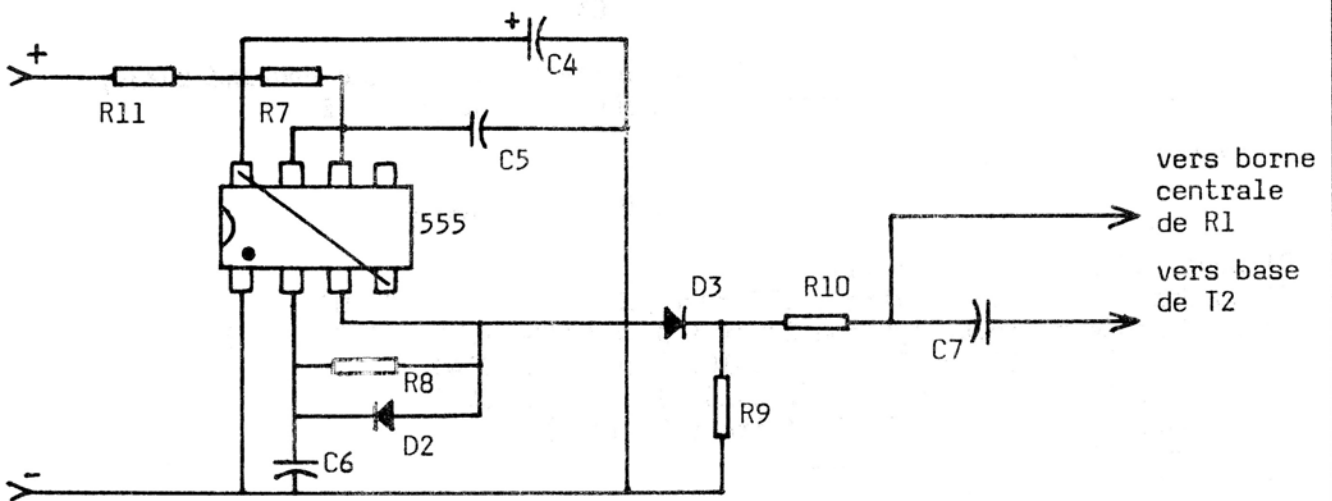 +
C4
+
R11
R7
C5
555
vers borne
centrale
de R1
vers base
de T2
D3
R10
C7
R8
D2
R9
C6
-